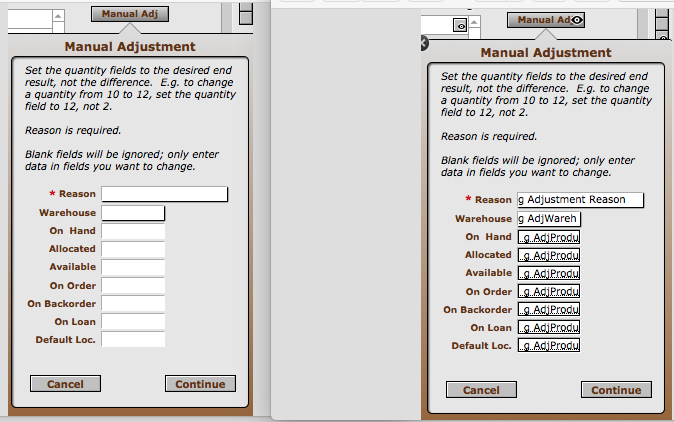 Manual Adj
Manual Adjustment
Set the quantity fields to the desired end
result, not the difference. E.g. to change
a quantity from 10 to 12, set the quantity
field to 12, not 2.
Reason is required.
Blank fields will be ignored; only enter
data in fields you want to change.
* Reason
Warehouse
On Hand
Allocated
Available
On Order
On Backorder
On Loan
Default Loc.
Cancel Continue
Manual Adj
Manual Adjustment
Set the quantity fields to the desired end
result, not the difference. E.g. to change
a quantity from 10 to 12, set the quantity
field to 12, not 2.
Reason is required.
Blank fields will be ignored; only enter
data in fields you want to change.
* Reason g Adjustment Reason
Warehouse g AdjWareh
On Hand ..g AdjProdu
Allocated ..g AdjProdu
Available ..g AdjProdu
On Order ..g AdjProdu
On Backorder ..g AdjProdu
On Loan ..g AdjProdu
Default Loc. ..g AdjProdu
Cancel Continue